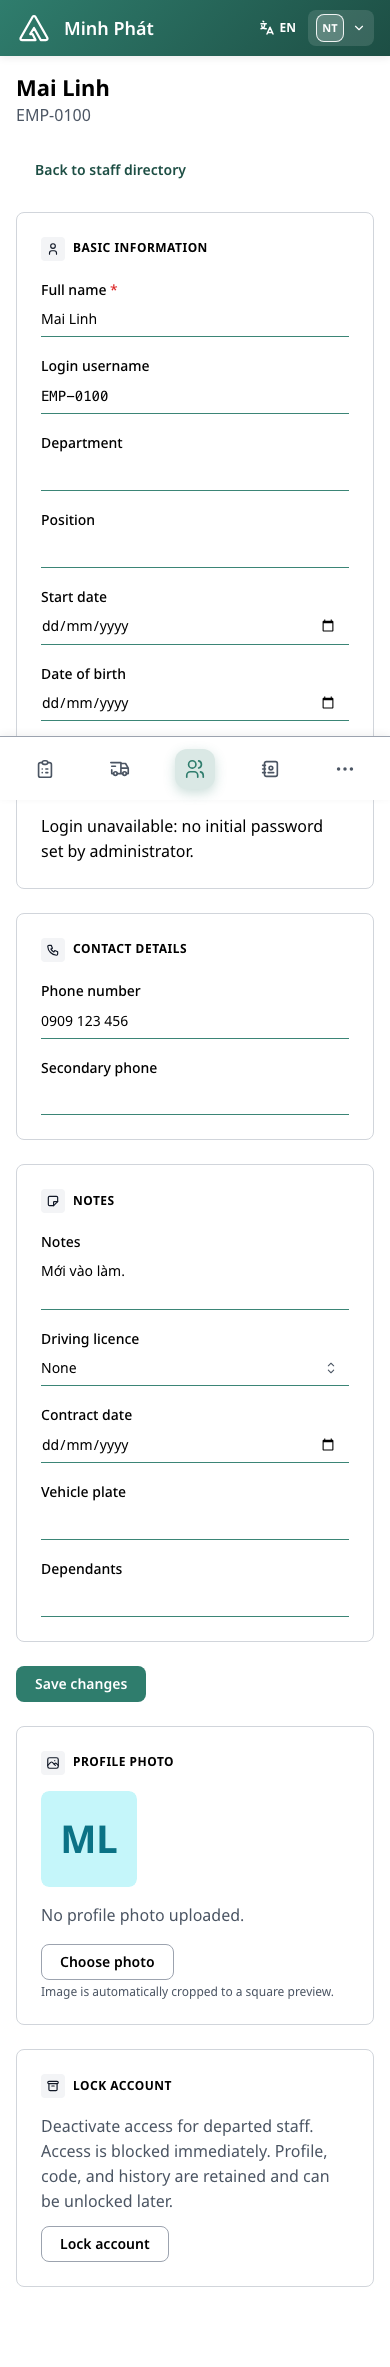 Minh Phát
EN
NT
Mai Linh
EMP-0100
Back to staff directory
BASIC INFORMATION
Full name *
Mai Linh
Login username
EMP-0100
Department
Position
Start date
dd/mm/yyyy
Date of birth
dd/mm/yyyy
Login unavailable: no initial password
set by administrator.
CONTACT DETAILS
Phone number
0909 123 456
Secondary phone
NOTES
Notes
Mới vào làm.
Driving licence
None
Contract date
dd/mm/yyyy
Vehicle plate
Dependants
Save changes
PROFILE PHOTO
ML
No profile photo uploaded.
Choose photo
Image is automatically cropped to a square preview.
LOCK ACCOUNT
Deactivate access for departed staff.
Access is blocked immediately. Profile,
code, and history are retained and can
be unlocked later.
Lock account